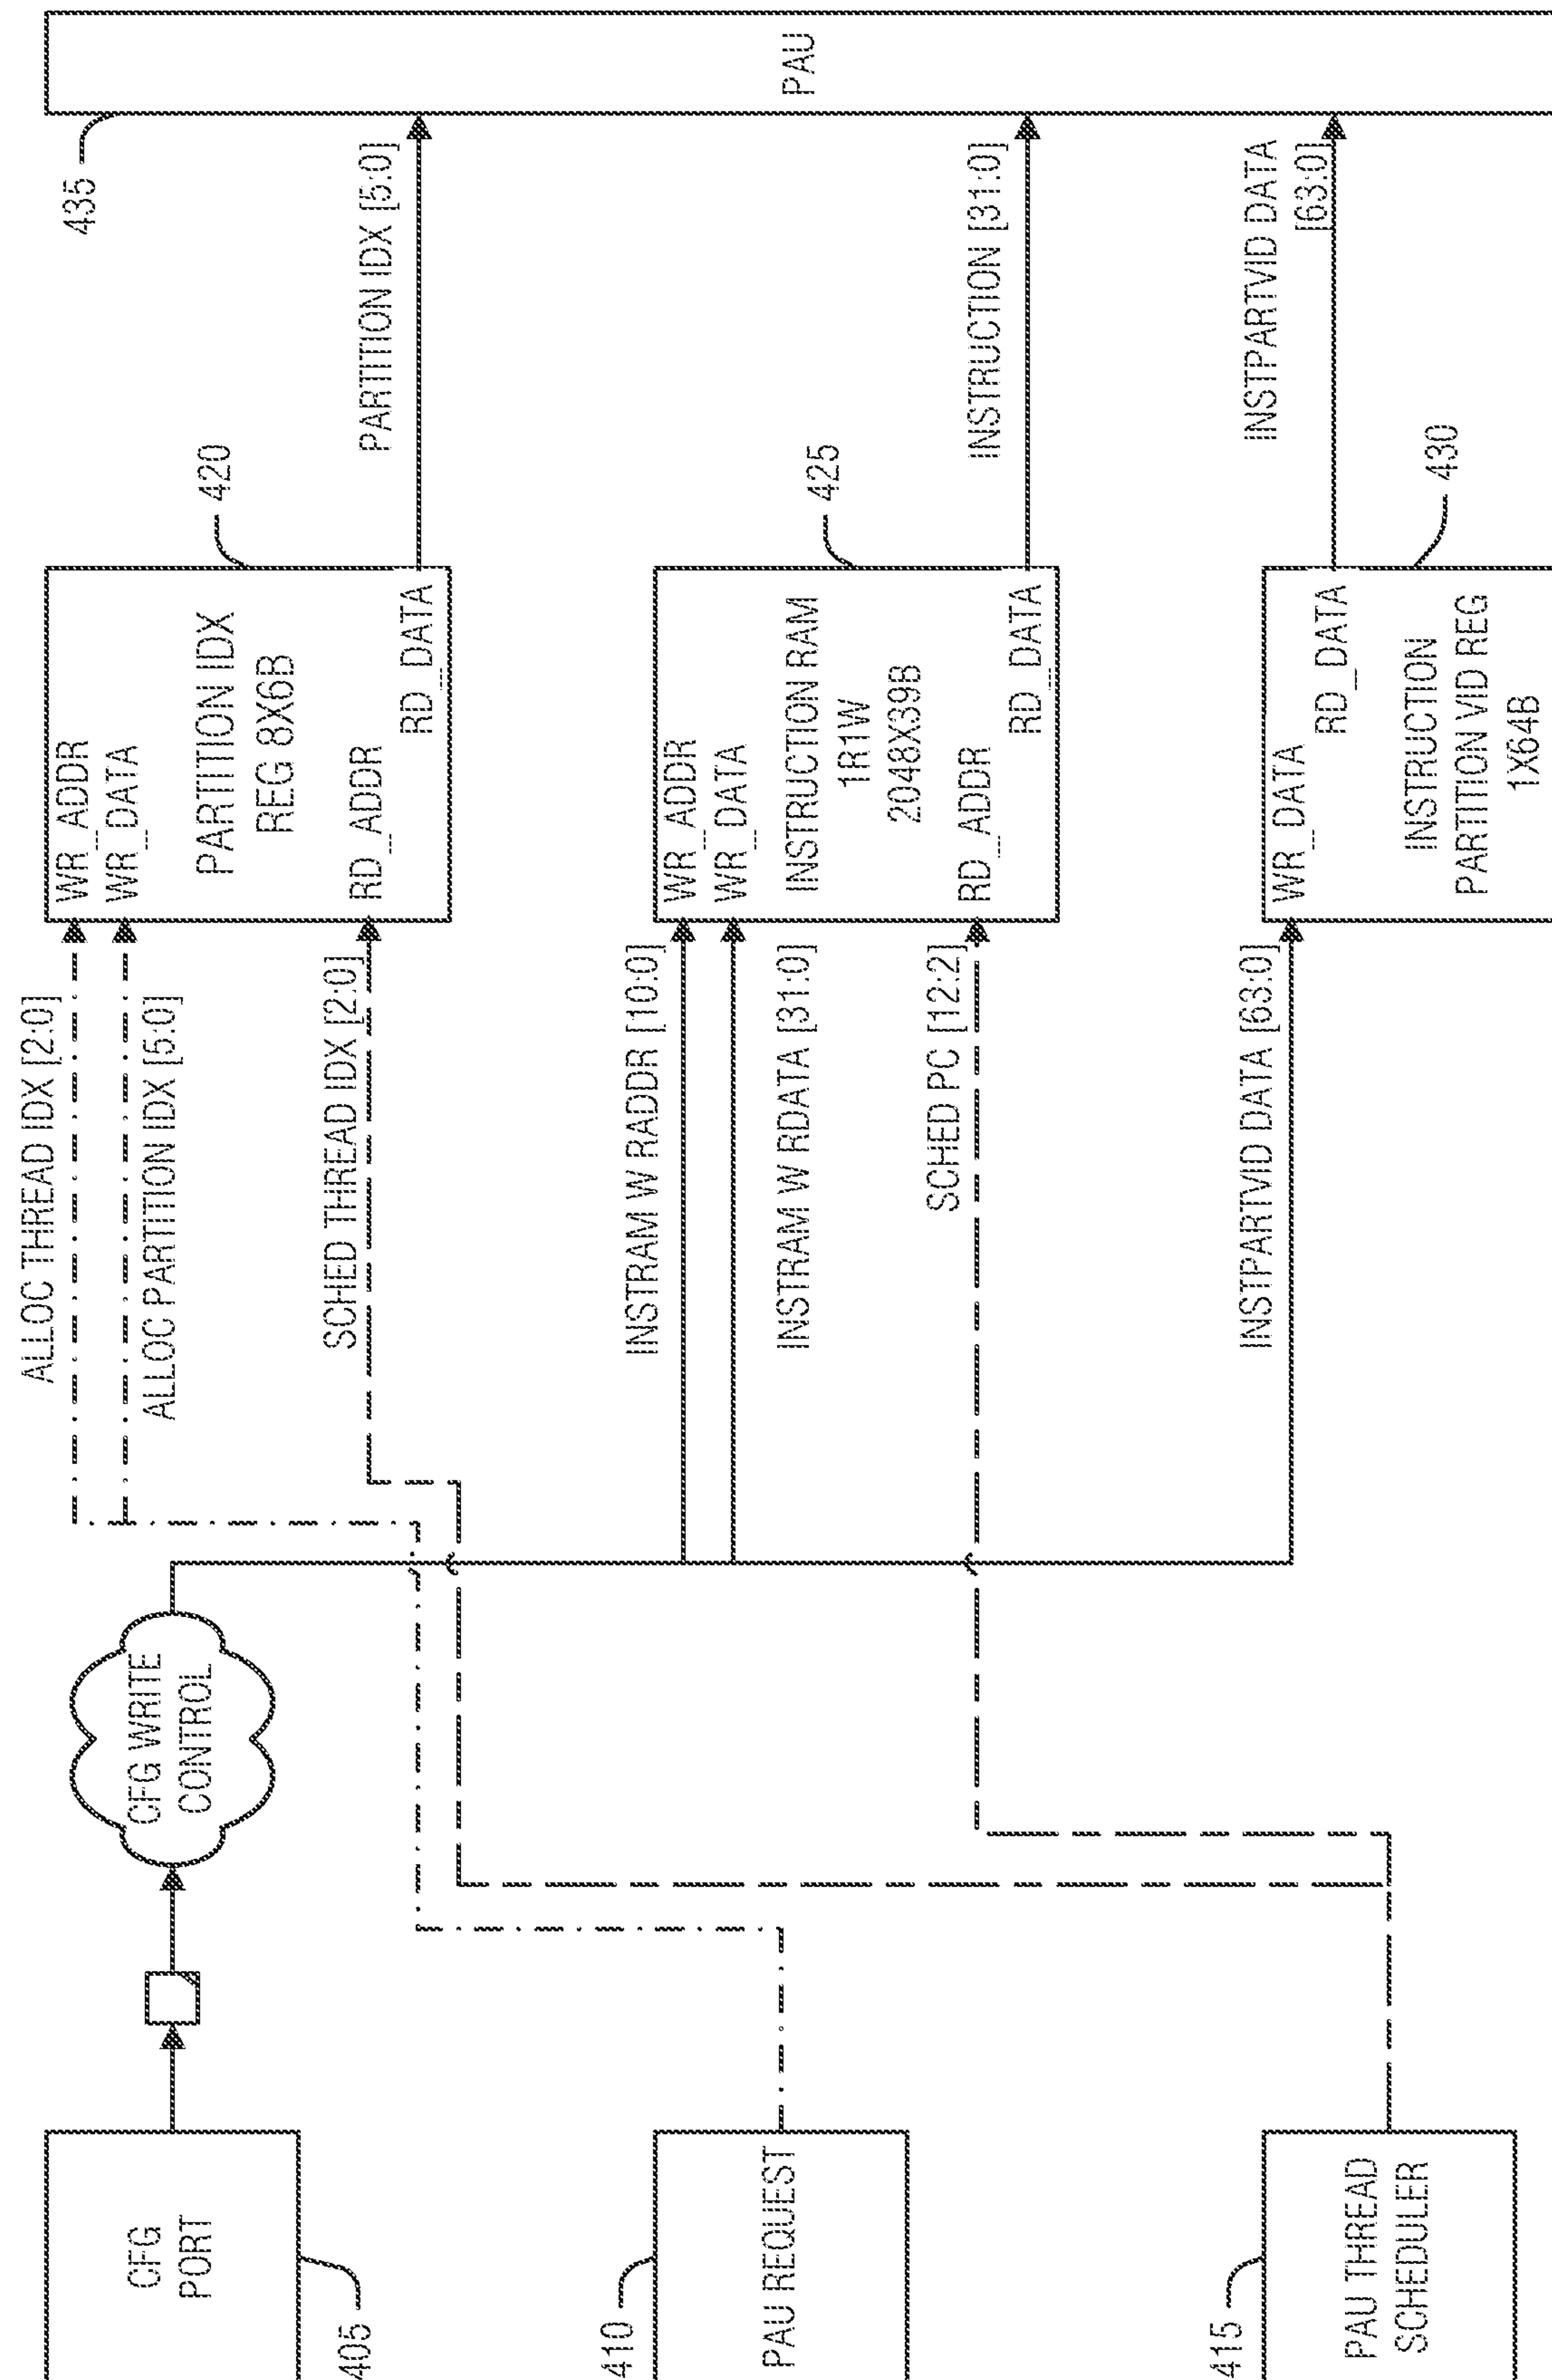 CFG
PORT
405
CFG WRITE
CONTROL
PAU REQUEST
410
PAU THREAD
SCHEDULER
415
ALLOC THREAD IDX [2:0]
ALLOC PARTITION IDX [5:0]
SCHED THREAD IDX [2:0]
INSTRAM W RADDR [10:0]
INSTRAM W RDATA [31:0]
SCHED PC [12:2]
INSTPARTVID DATA [63:0]
WR_ADDR
WR_DATA
PARTITION IDX
REG 8X6B
RD_ADDR
RD_DATA
420
WR_ADDR
WR_DATA
INSTRUCTION RAM
1R1W
2048X39B
RD_ADDR
RD_DATA
425
WR_DATA
RD_DATA
INSTRUCTION
PARTITION VID REG
1X64B
430
PARTITION IDX [5:0]
INSTRUCTION [31:0]
INSTPARTVID DATA
[63:0]
435
PAU